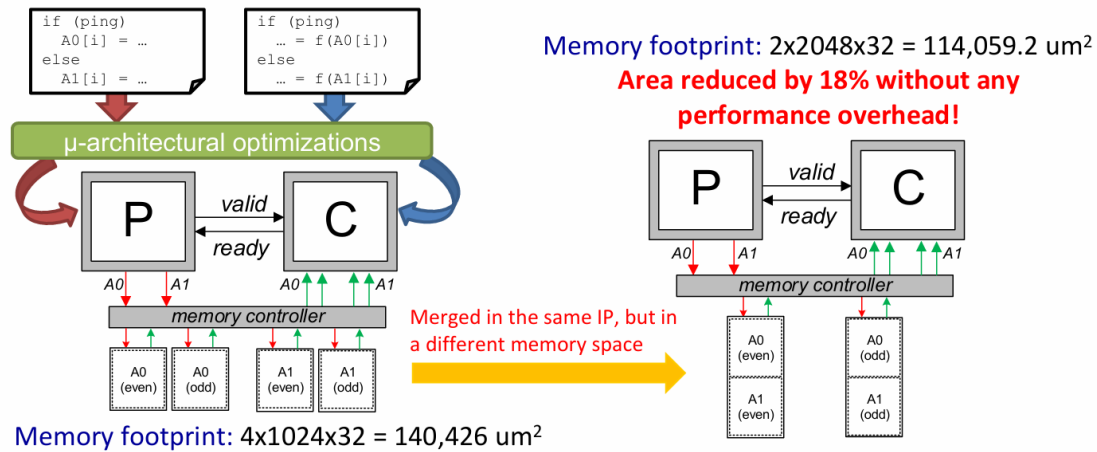 if (ping)
A0[i] = …
else
A1[i] = …
if (ping)
… = f(A0[i])
else
… = f(A1[i])
μ-architectural optimizations
P
valid
ready
C
A0
A1
A0
A1
memory controller
A0
(even)
A0
(odd)
A1
(even)
A1
(odd)
Memory footprint: 4x1024x32 = 140,426 um²
Merged in the same IP, but in
a different memory space
Memory footprint: 2x2048x32 = 114,059.2 um²
Area reduced by 18% without any
performance overhead!
P
valid
ready
C
A0
A1
A0
A1
memory controller
A0
(even)
A1
(even)
A0
(odd)
A1
(odd)